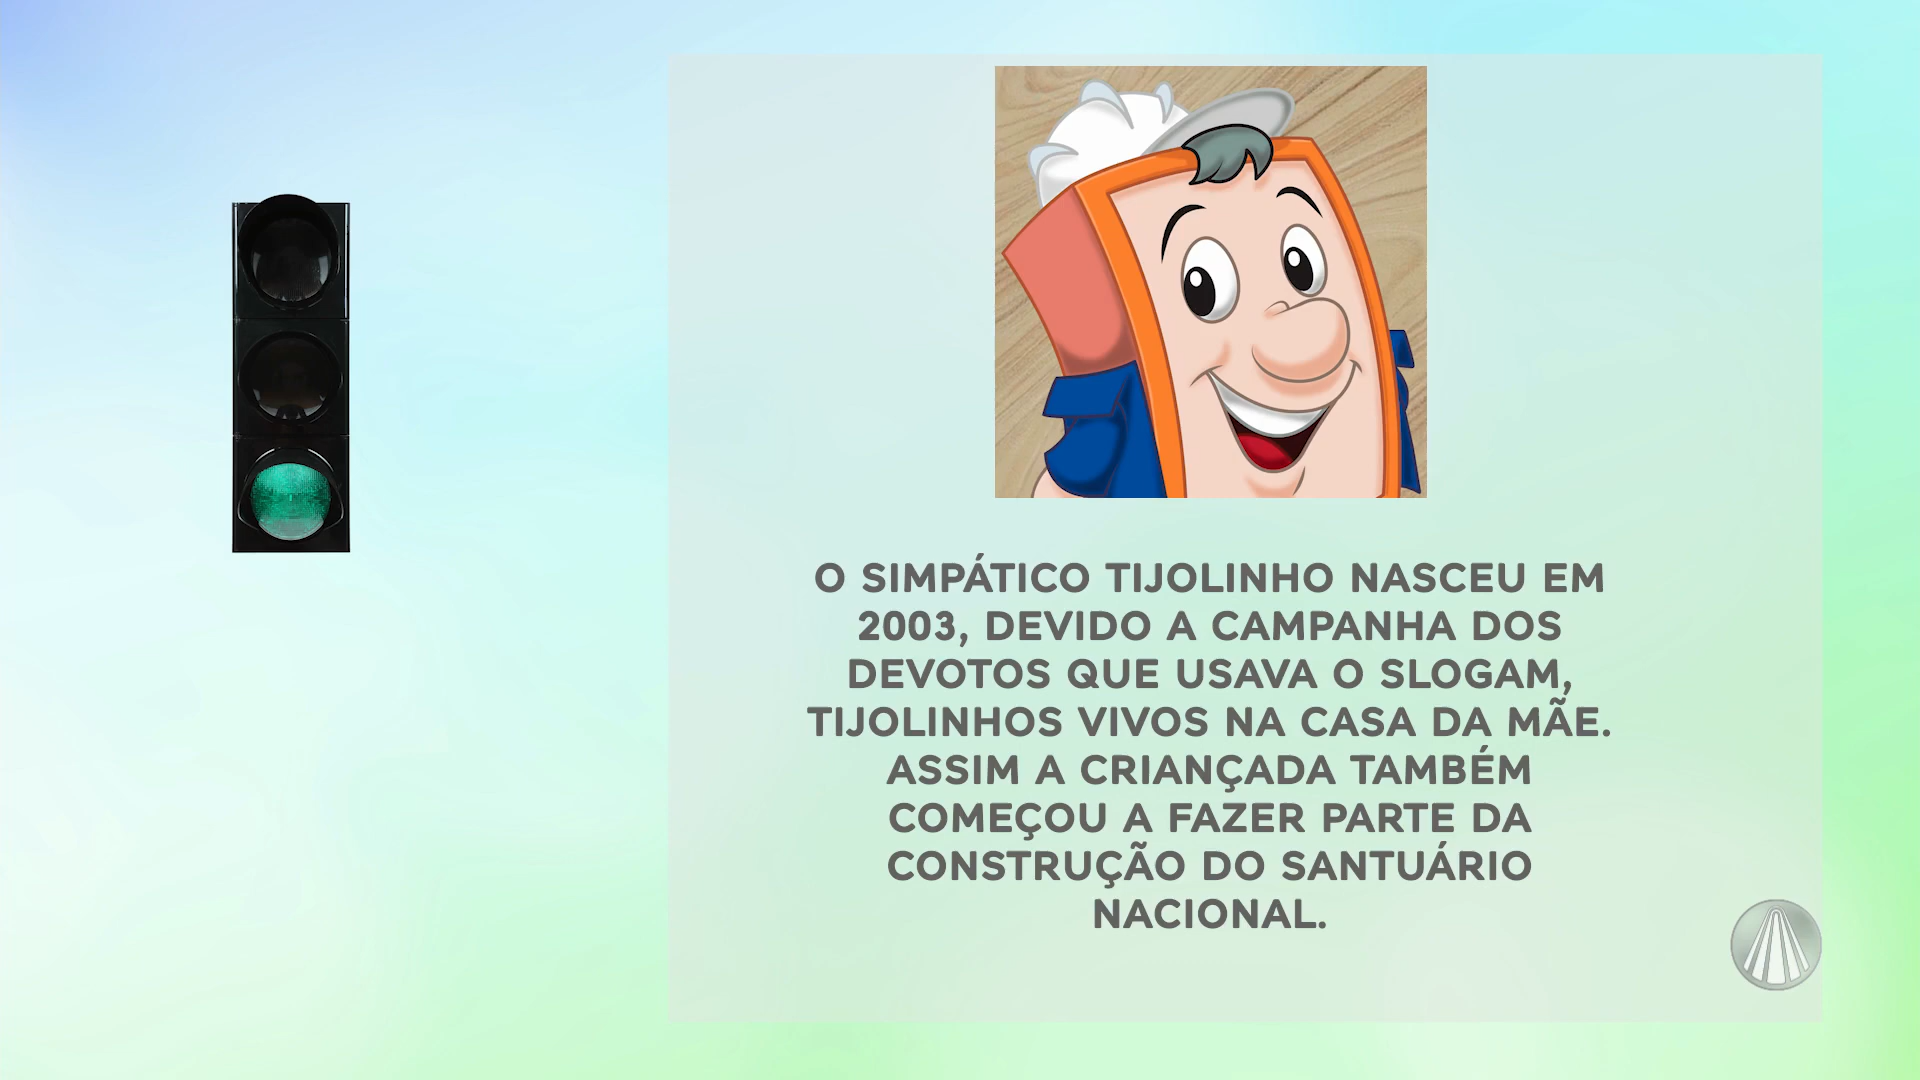 O SIMPÁTICO TIJOLINHO NASCEU EM
2003, DEVIDO A CAMPANHA DOS
DEVOTOS QUE USAVA O SLOGAM,
TIJOLINHOS VIVOS NA CASA DA MÃE.
ASSIM A CRIANÇADA TAMBÉM
COMEÇOU A FAZER PARTE DA
CONSTRUÇÃO DO SANTUÁRIO
NACIONAL.